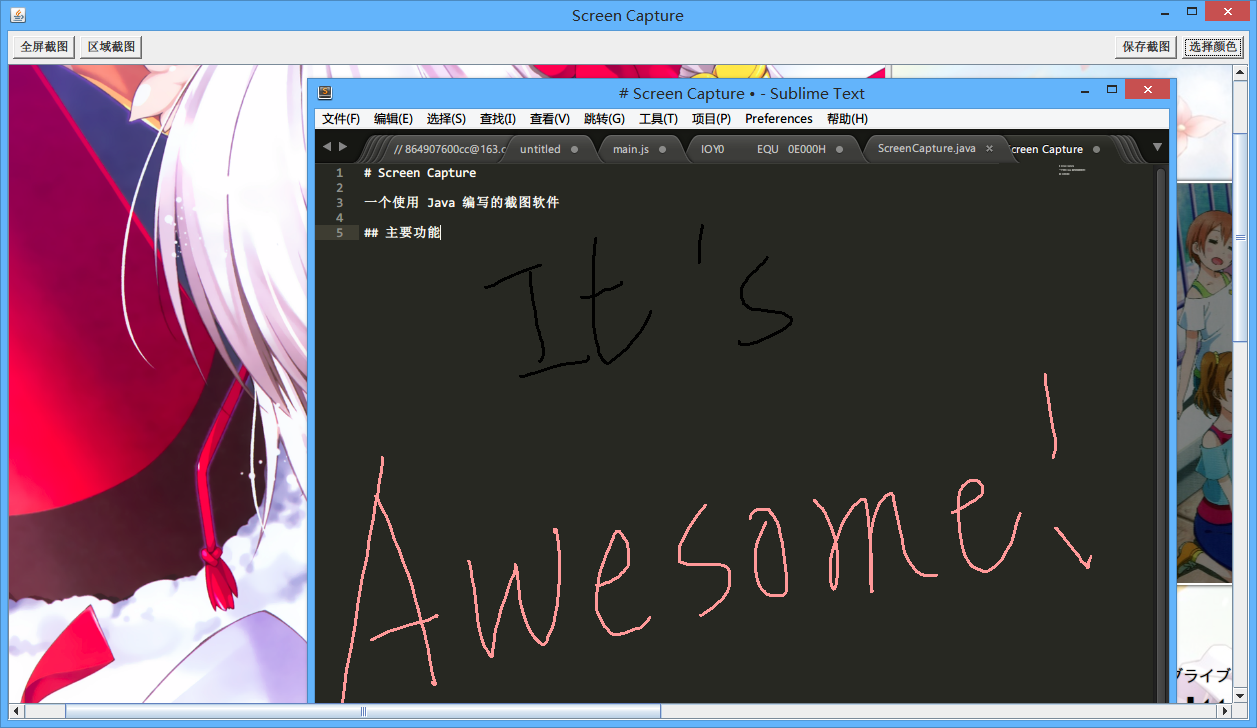 Screen Capture
全屏截图 区域截图 保存截图 选择颜色
# Screen Capture • - Sublime Text
文件(F) 编辑(E) 选择(S) 查找(I) 查看(V) 跳转(G) 工具(T) 项目(P) Preferences 帮助(H)
// 864907600cc@163.c untitled main.js IOY0 EQU 0E000H ScreenCapture.java creen Capture
1 # Screen Capture
2
3 一个使用 Java 编写的截图软件
4
5 ## 主要功能
It's
Awesome!
ブライブ